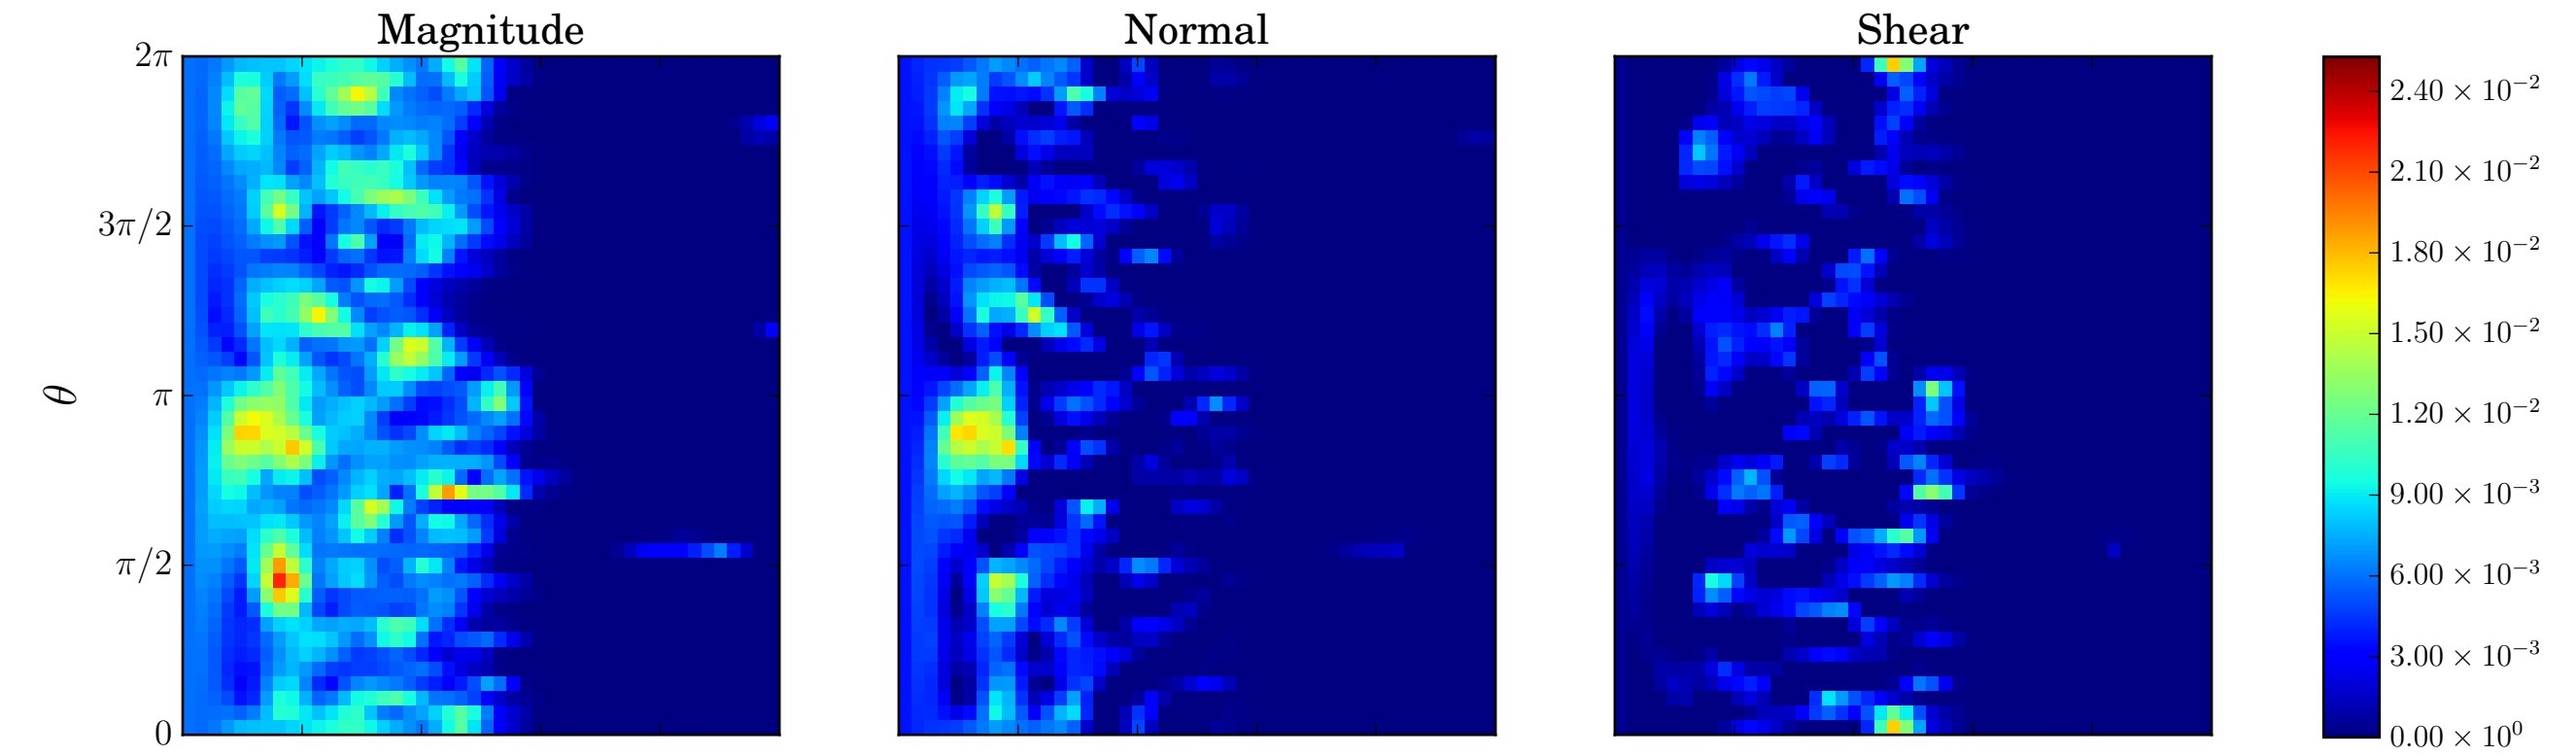 Magnitude
Normal
Shear
2π
3π/2
π
π/2
0
θ
2.40 × 10⁻²
2.10 × 10⁻²
1.80 × 10⁻²
1.50 × 10⁻²
1.20 × 10⁻²
9.00 × 10⁻³
6.00 × 10⁻³
3.00 × 10⁻³
0.00 × 10⁰